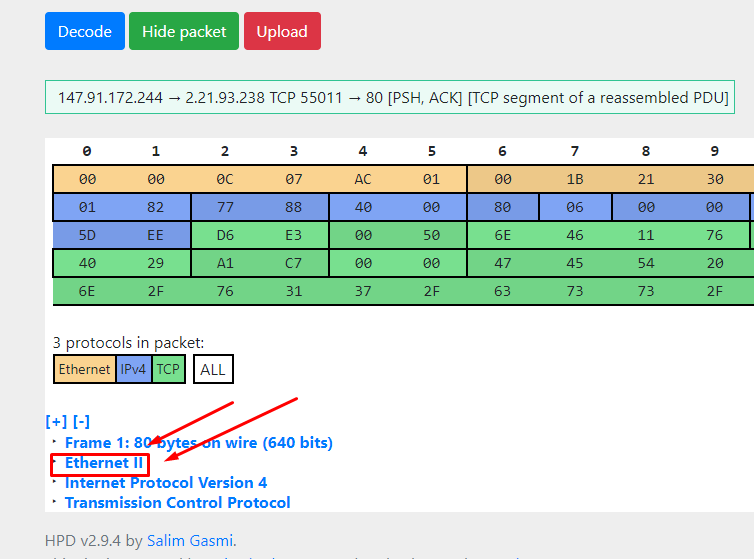 Decode Hide packet Upload
147.91.172.244 → 2.21.93.238 TCP 55011 → 80 [PSH, ACK] [TCP segment of a reassembled PDU]
0 1 2 3 4 5 6 7 8 9
00 00 0C 07 AC 01 00 1B 21 30
01 82 77 88 40 00 80 06 00 00
5D EE D6 E3 00 50 6E 46 11 76
40 29 A1 C7 00 00 47 45 54 20
6E 2F 76 31 37 2F 63 73 73 2F
3 protocols in packet:
Ethernet IPv4 TCP ALL
[+] [-]
Frame 1: 80 bytes on wire (640 bits)
Ethernet II
Internet Protocol Version 4
Transmission Control Protocol
HPD v2.9.4 by Salim Gasmi.